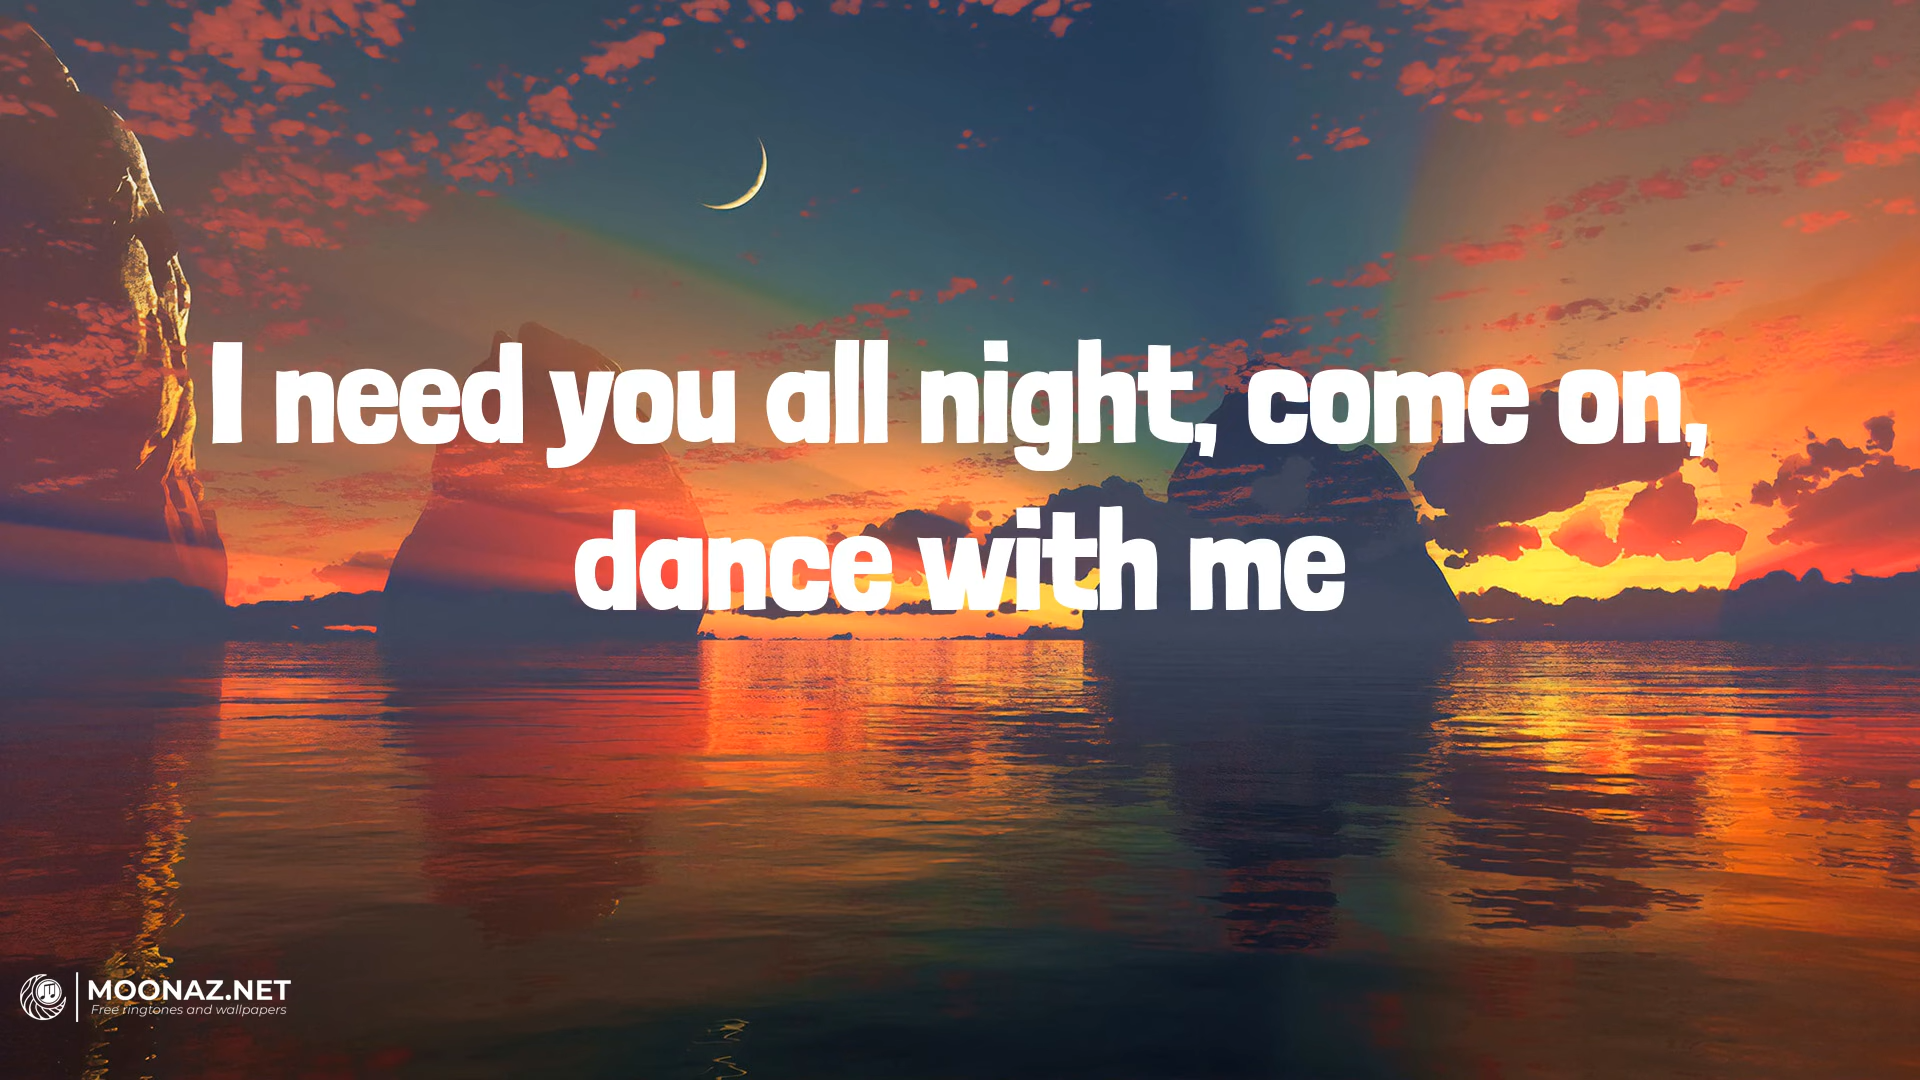 I need you all night, come on,
dance with me
MOONAZ.NET
Free ringtones and wallpapers